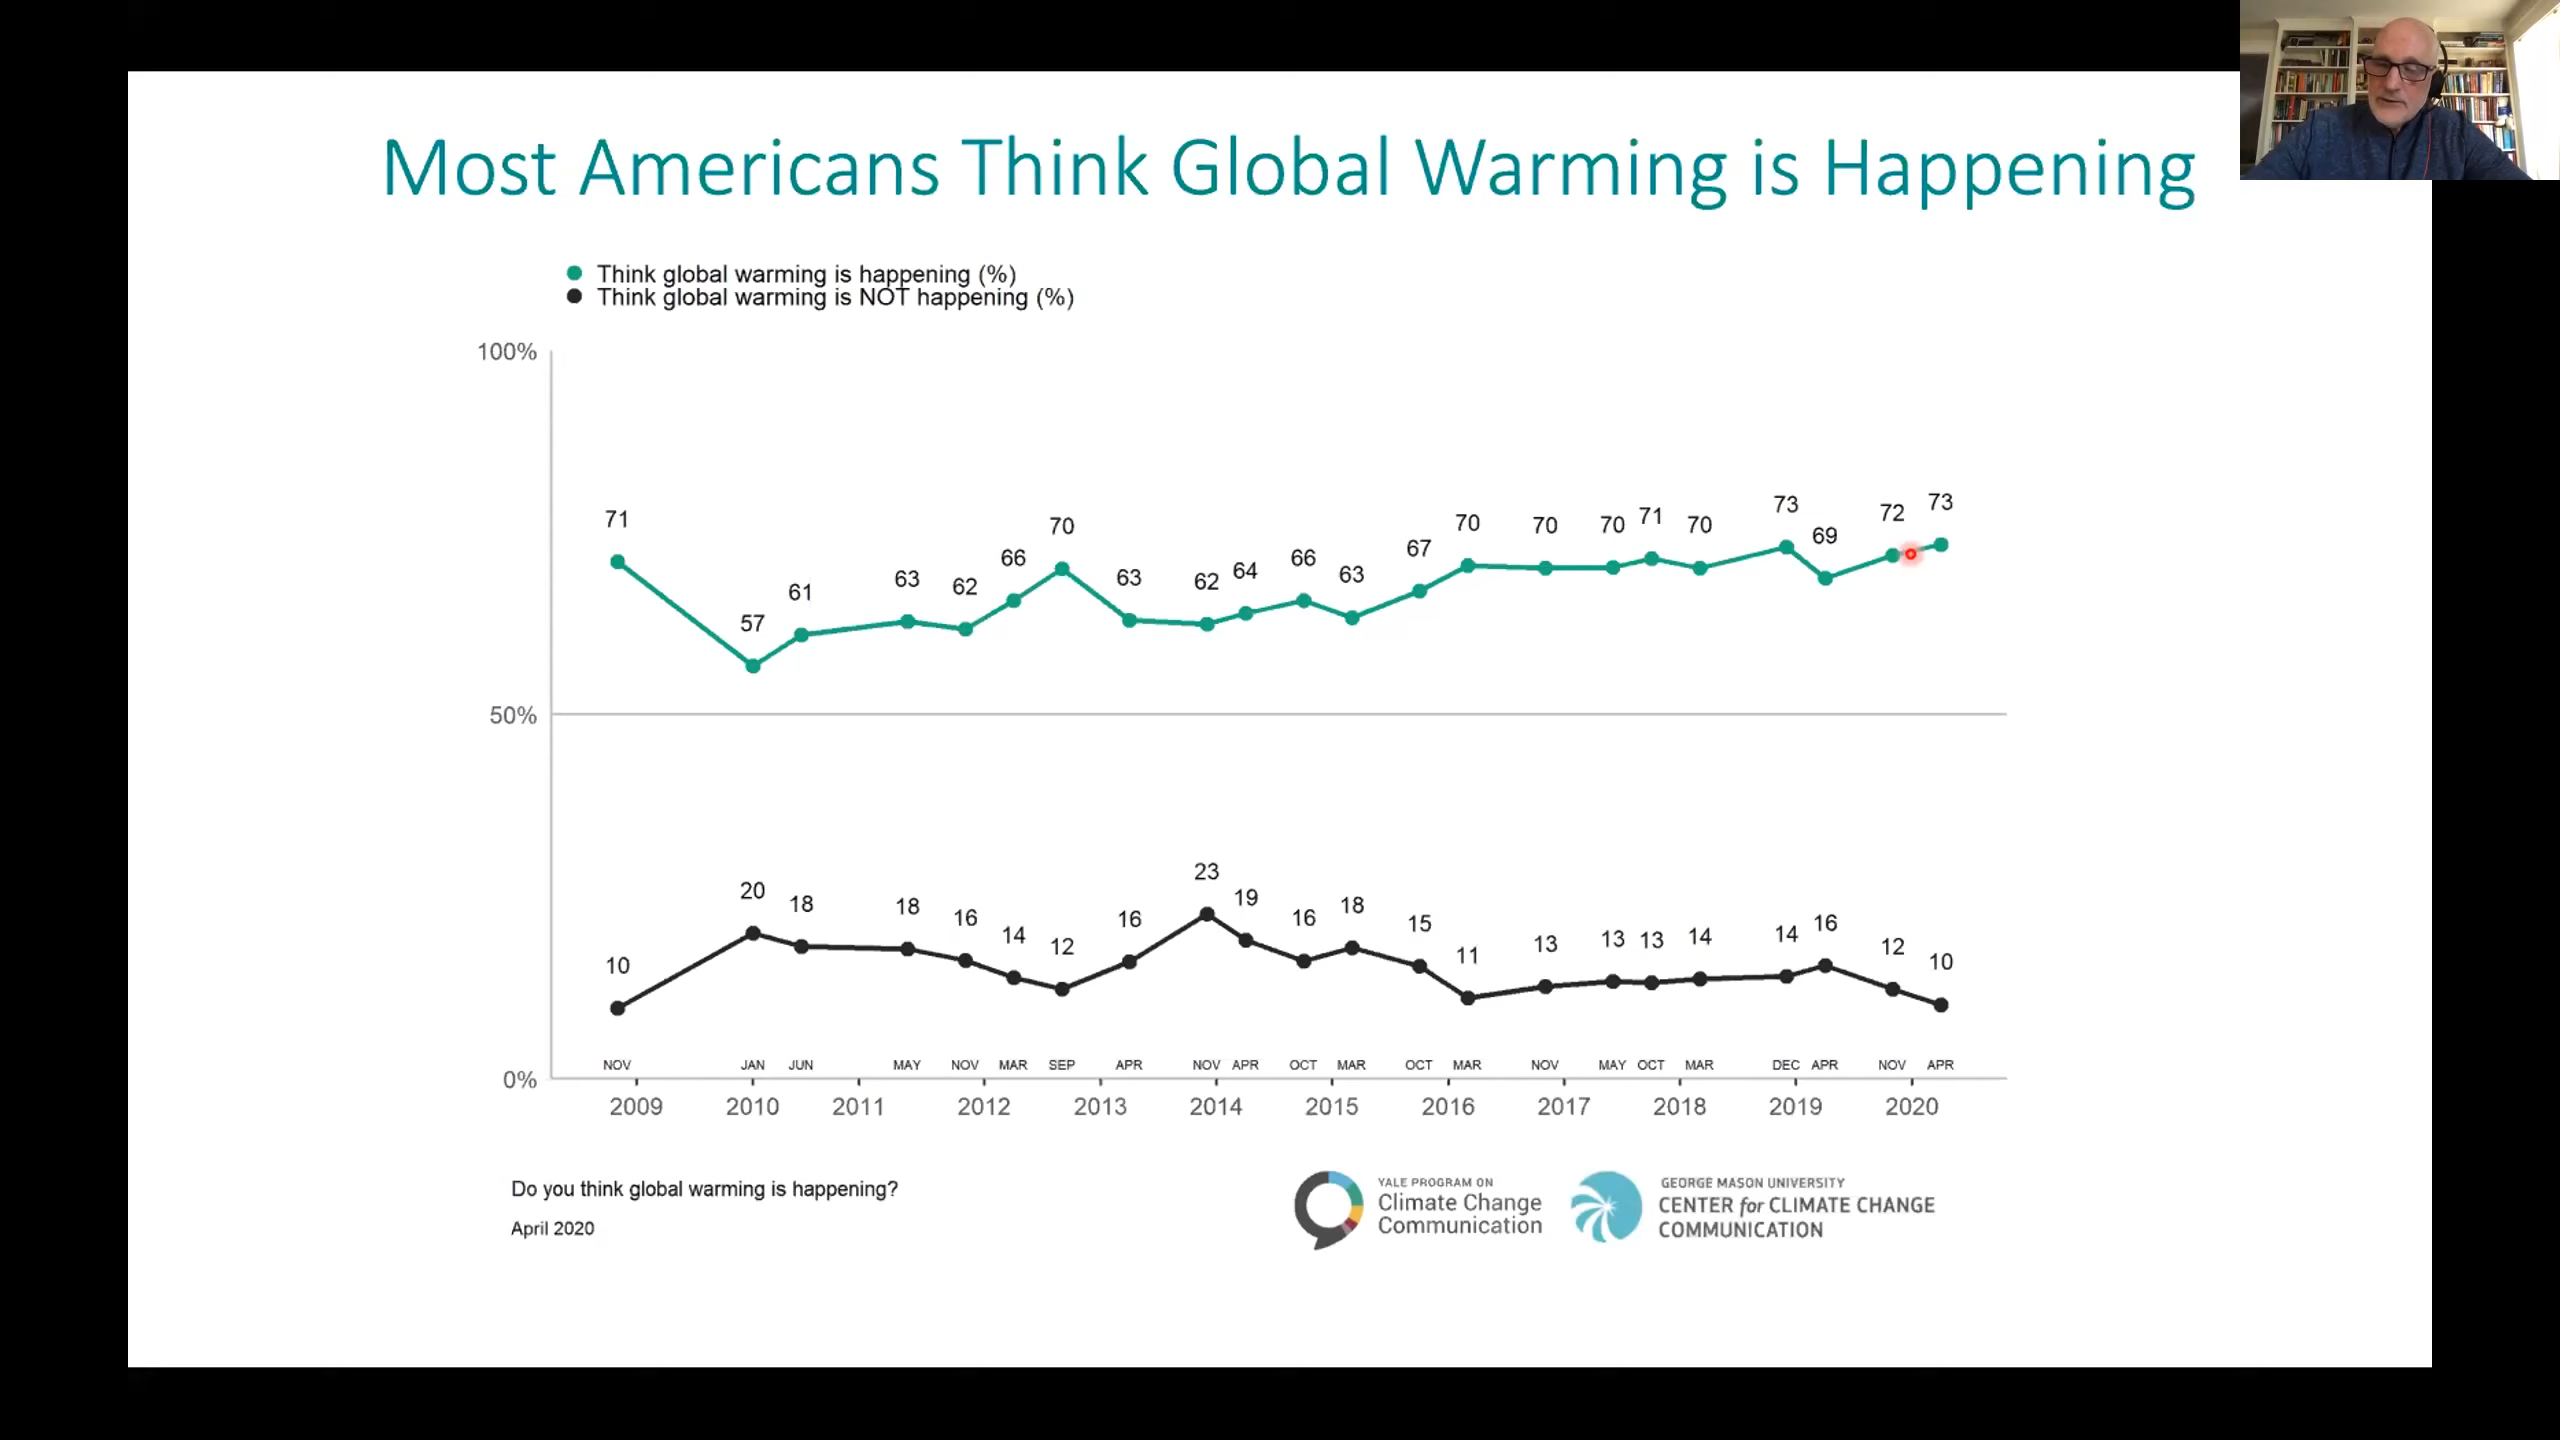 Most Americans Think Global Warming is Happening
Think global warming is happening (%)
Think global warming is NOT happening (%)
100%
71 57 61 63 62 66 70 63 62 64 66 63 67 70 70 70 71 70 73 69 72 73
50%
10 20 18 18 16 14 12 16 23 19 16 18 15 11 13 13 13 14 14 16 12 10
NOV JAN JUN MAY NOV MAR SEP APR NOV APR OCT MAR OCT MAR NOV MAY OCT MAR DEC APR NOV APR
0%
2009 2010 2011 2012 2013 2014 2015 2016 2017 2018 2019 2020
Do you think global warming is happening?
April 2020
YALE PROGRAM ON
Climate Change
Communication
GEORGE MASON UNIVERSITY
CENTER for CLIMATE CHANGE
COMMUNICATION